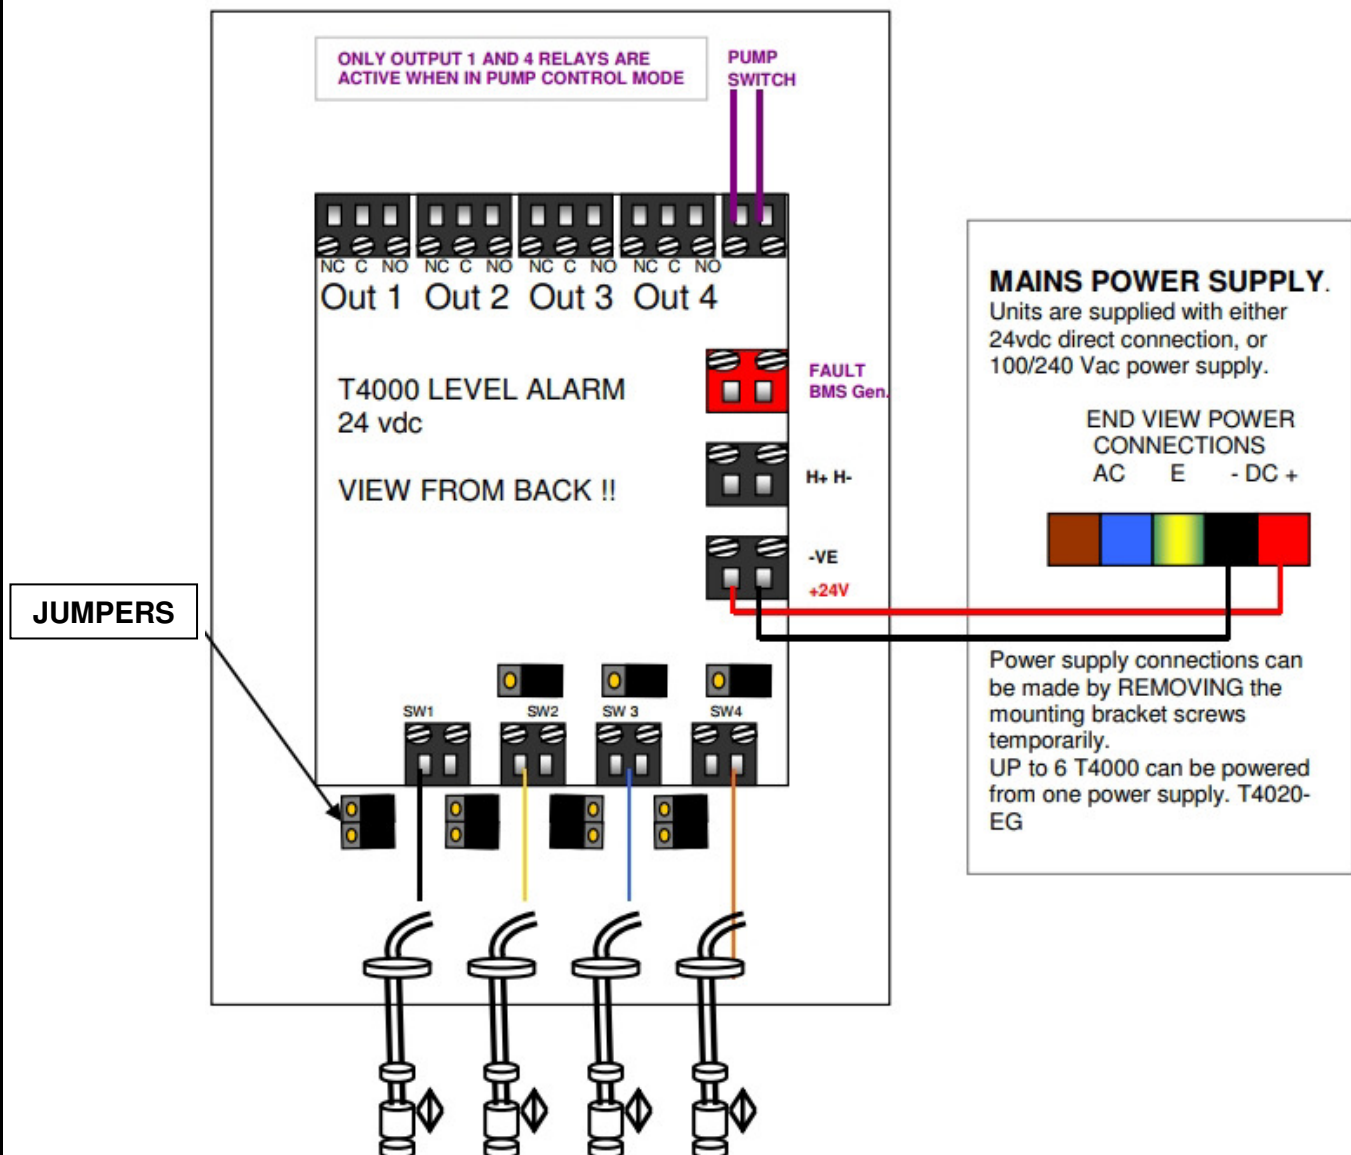 ONLY OUTPUT 1 AND 4 RELAYS ARE
ACTIVE WHEN IN PUMP CONTROL MODE
PUMP
SWITCH
NC C NO NC C NO NC C NO NC C NO
Out 1 Out 2 Out 3 Out 4
T4000 LEVEL ALARM
24 vdc
VIEW FROM BACK !!
FAULT
BMS Gen.
H+ H-
-VE
+24V
JUMPERS
SW1 SW2 SW 3 SW4
MAINS POWER SUPPLY.
Units are supplied with either
24vdc direct connection, or
100/240 Vac power supply.
END VIEW POWER
CONNECTIONS
AC E - DC +
Power supply connections can
be made by REMOVING the
mounting bracket screws
temporarily.
UP to 6 T4000 can be powered
from one power supply. T4020-
EG